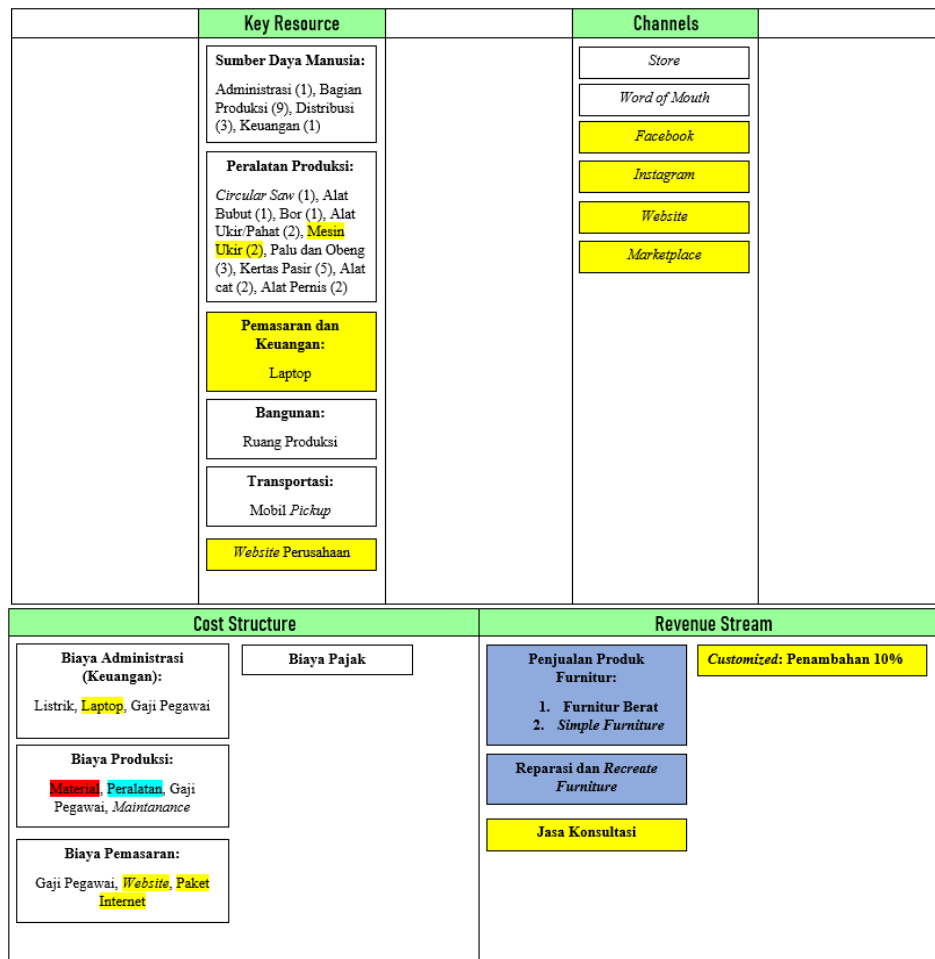 Key Resource
Channels
Sumber Daya Manusia:
Administrasi (1), Bagian
Produksi (9), Distribusi
(3), Keuangan (1)
Peralatan Produksi:
Circular Saw (1), Alat
Bubut (1), Bor (1), Alat
Ukir/Pahat (2), Mesin
Ukir (2), Palu dan Obeng
(3), Kertas Pasir (5), Alat
cat (2), Alat Pernis (2)
Pemasaran dan
Keuangan:
Laptop
Bangunan:
Ruang Produksi
Transportasi:
Mobil Pickup
Website Perusahaan
Store
Word of Mouth
Facebook
Instagram
Website
Marketplace
Cost Structure
Revenue Stream
Biaya Administrasi
(Keuangan):
Listrik, Laptop, Gaji Pegawai
Biaya Pajak
Biaya Produksi:
Material, Peralatan, Gaji
Pegawai, Maintanance
Biaya Pemasaran:
Gaji Pegawai, Website, Paket
Internet
Penjualan Produk
Furnitur:
1. Furnitur Berat
2. Simple Furniture
Customized: Penambahan 10%
Reparasi dan Recreate
Furniture
Jasa Konsultasi